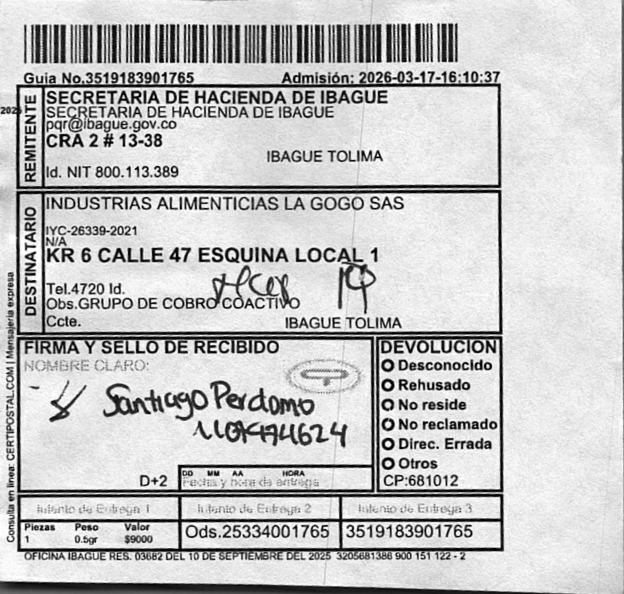 Guia No.3519183901765 Admisión: 2026-03-17-16:10:37
REMITENTE
SECRETARIA DE HACIENDA DE IBAGUE
SECRETARIA DE HACIENDA DE IBAGUE
pqr@ibague.gov.co
CRA 2 # 13-38
IBAGUE TOLIMA
Id. NIT 800.113.389
DESTINATARIO
INDUSTRIAS ALIMENTICIAS LA GOGO SAS
IYC-26339-2021
N/A
KR 6 CALLE 47 ESQUINA LOCAL 1
Tel.4720 Id.
Obs.GRUPO DE COBRO COACTIVO
Ccte. IBAGUE TOLIMA
Consulta en linea: CERTIPOSTAL.COM | Mensajeria expresa
FIRMA Y SELLO DE RECIBIDO
NOMBRE CLARO:
Santiago Perdomo
D+2
DD MM AA HORA
Fecha y hora de entrega
DEVOLUCION
Desconocido
Rehusado
No reside
No reclamado
Direc. Errada
Otros
CP:681012
Intento de Entrega 1 Intento de Entrega 2 Intento de Entrega 3
Piezas Peso Valor
1 0.5gr $9000
Ods.25334001765 3519183901765
OFICINA IBAGUE RES. 03682 DEL 10 DE SEPTIEMBRE DEL 2025 3205681386 900 151 122 - 2